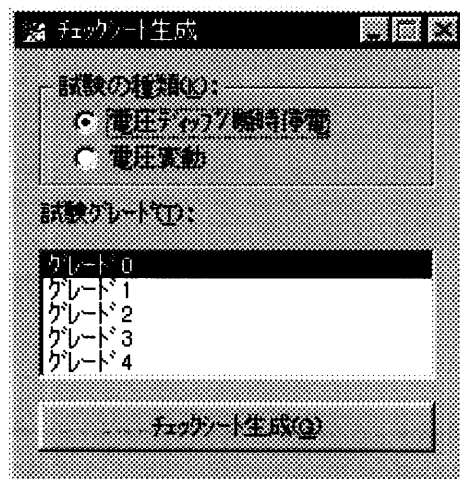 チェックシート生成
試験の種類(K):
電圧ディップ/瞬時停電
電圧変動
試験グレード(T):
グレード 0
グレード 1
グレード 2
グレード 3
グレード 4
チェックシート生成(G)